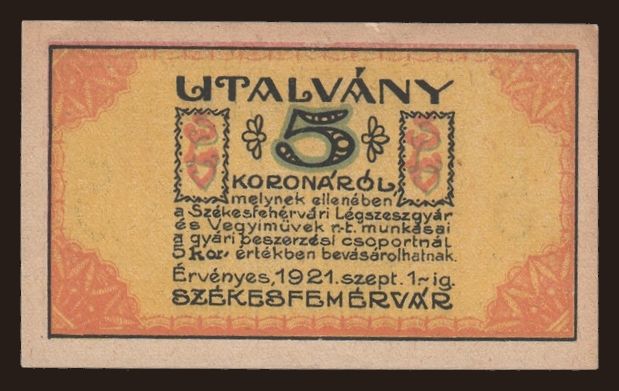 UTALVÁNY
5
KORONÁRÓL,
melynek ellenében
a Székesfehérvári Légszeszgyár
és Vegyiművek r-t. munkásai
a gyári beszerzési csoportnál
5 kor- értékben bevásárolhatnak.
Érvényes, 1921. szept. 1-ig.
SZÉKESFEHÉRVÁR